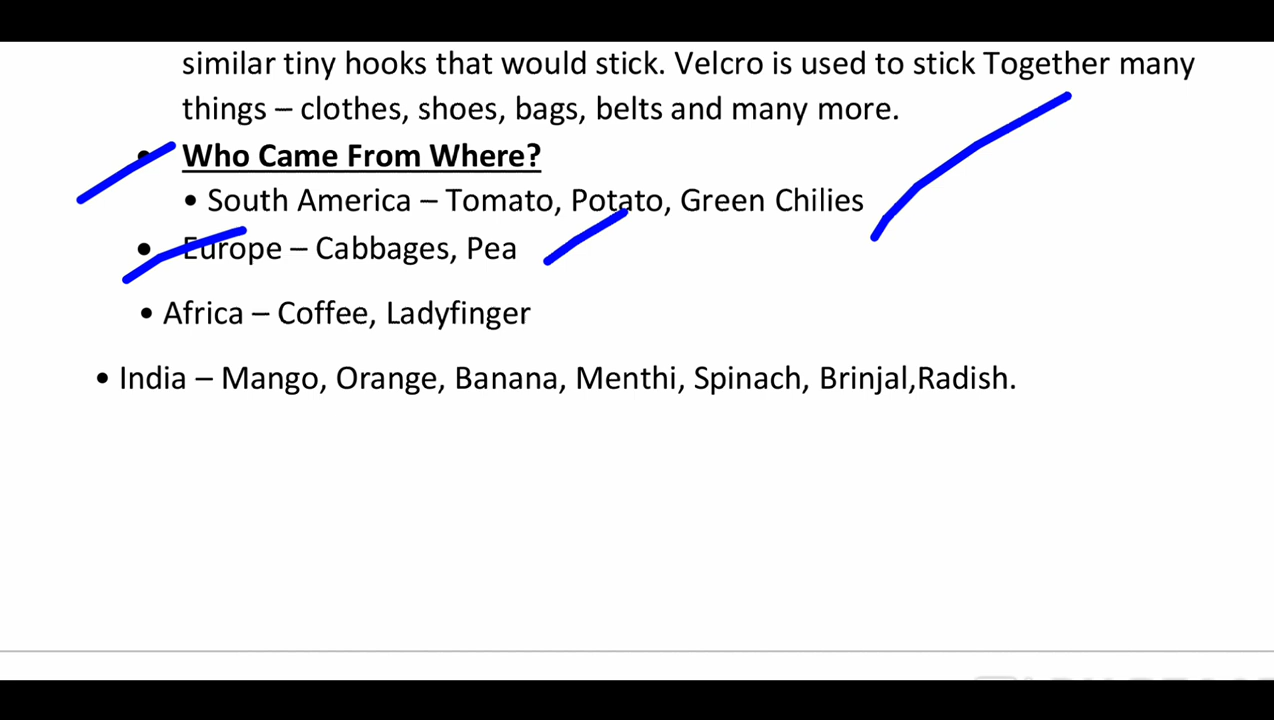 similar tiny hooks that would stick. Velcro is used to stick Together many
things – clothes, shoes, bags, belts and many more.
• Who Came From Where?
• South America – Tomato, Potato, Green Chilies
• Europe – Cabbages, Pea
• Africa – Coffee, Ladyfinger
• India – Mango, Orange, Banana, Menthi, Spinach, Brinjal,Radish.